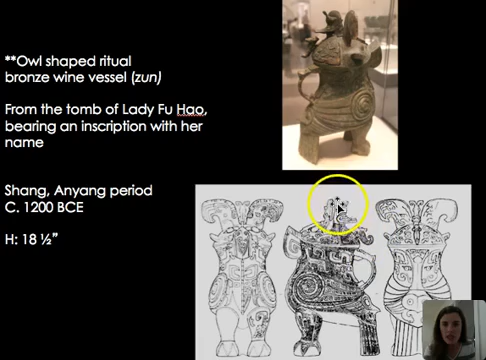 **Owl shaped ritual
bronze wine vessel (zun)
From the tomb of Lady Fu Hao,
bearing an inscription with her
name
Shang, Anyang period
C. 1200 BCE
H: 18 ½”